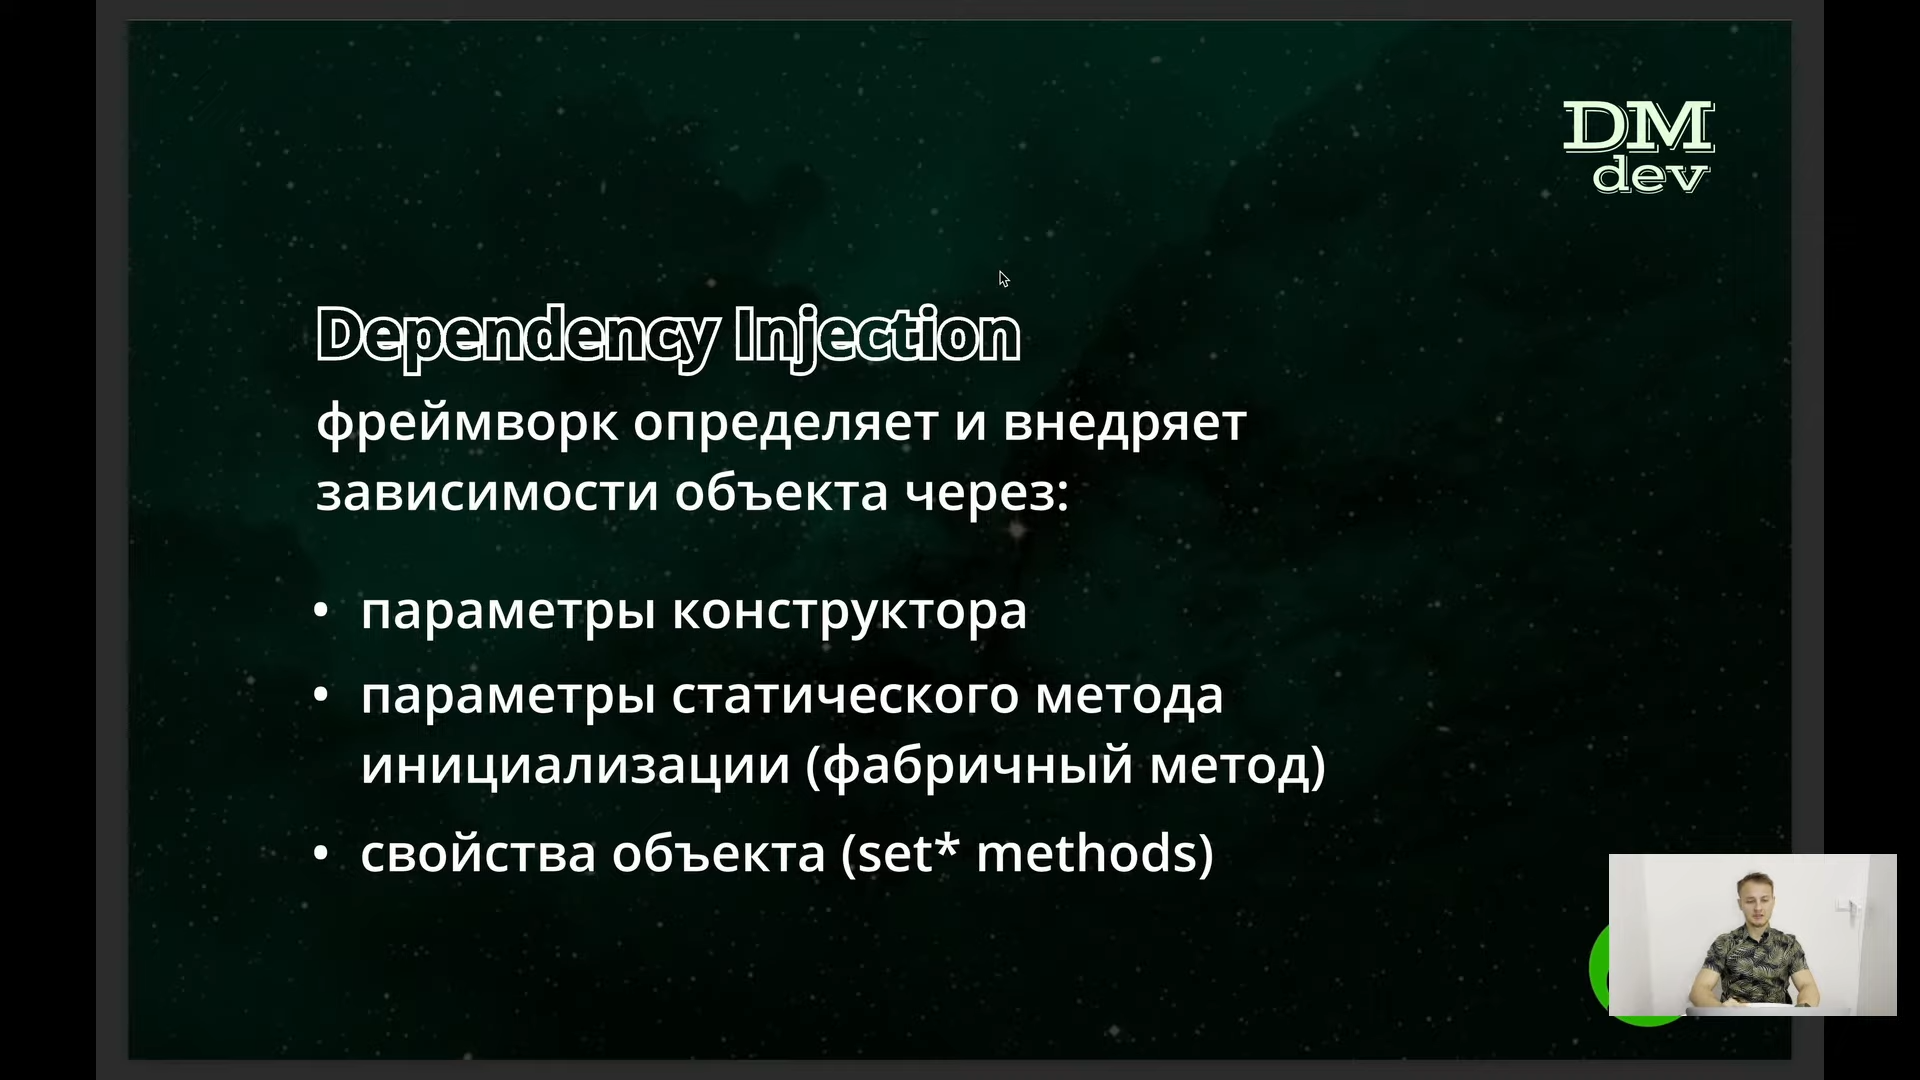 DM
dev
Dependency Injection
фреймворк определяет и внедряет
зависимости объекта через:
• параметры конструктора
• параметры статического метода
инициализации (фабричный метод)
• свойства объекта (set* methods)